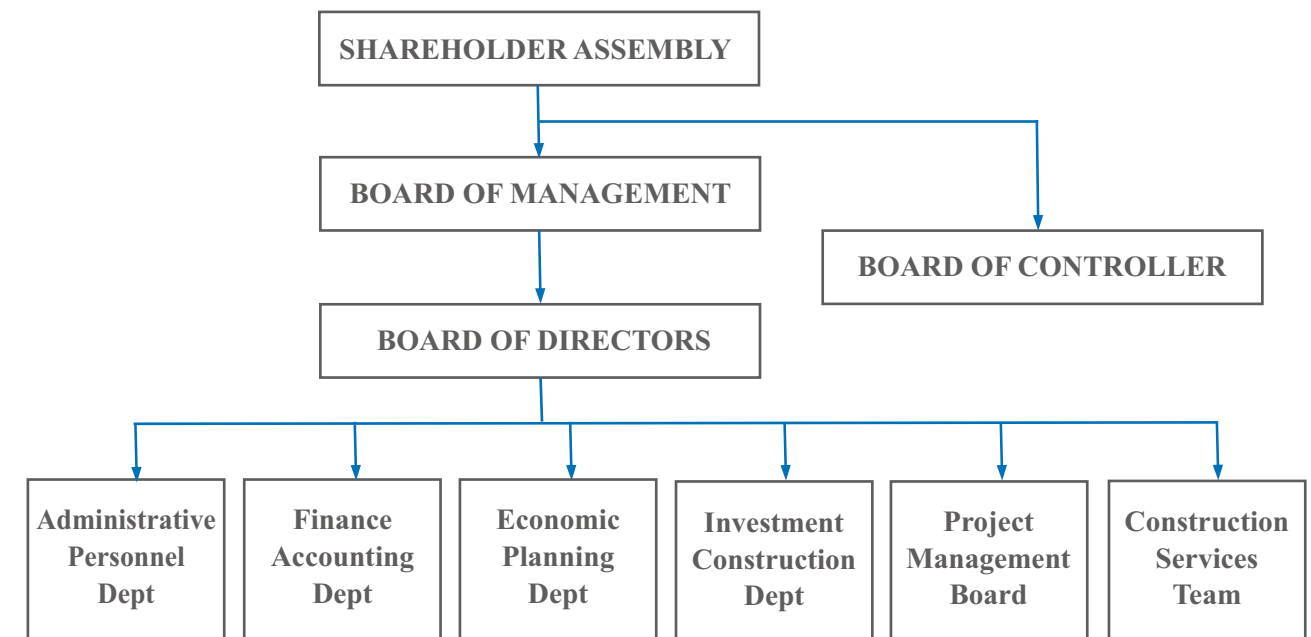 SHAREHOLDER ASSEMBLY
BOARD OF MANAGEMENT
BOARD OF CONTROLLER
BOARD OF DIRECTORS
Administrative
Personnel
Dept
Finance
Accounting
Dept
Economic
Planning
Dept
Investment
Construction
Dept
Project
Management
Board
Construction
Services
Team